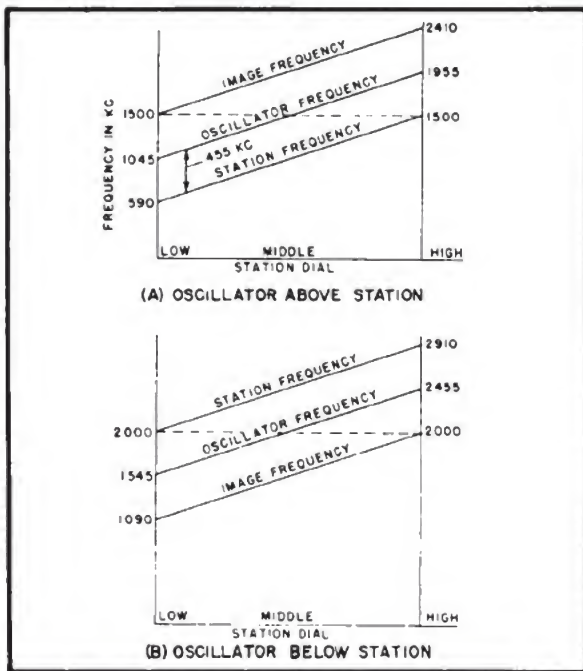 2410
IMAGE FREQUENCY
1955
1500
OSCILLATOR FREQUENCY
1500
FREQUENCY IN KC
1045
455 KC
STATION FREQUENCY
590
LOW MIDDLE HIGH
STATION DIAL
(A) OSCILLATOR ABOVE STATION
2910
STATION FREQUENCY
2455
2000
OSCILLATOR FREQUENCY
2000
1545
IMAGE FREQUENCY
1090
LOW MIDDLE HIGH
STATION DIAL
(B) OSCILLATOR BELOW STATION